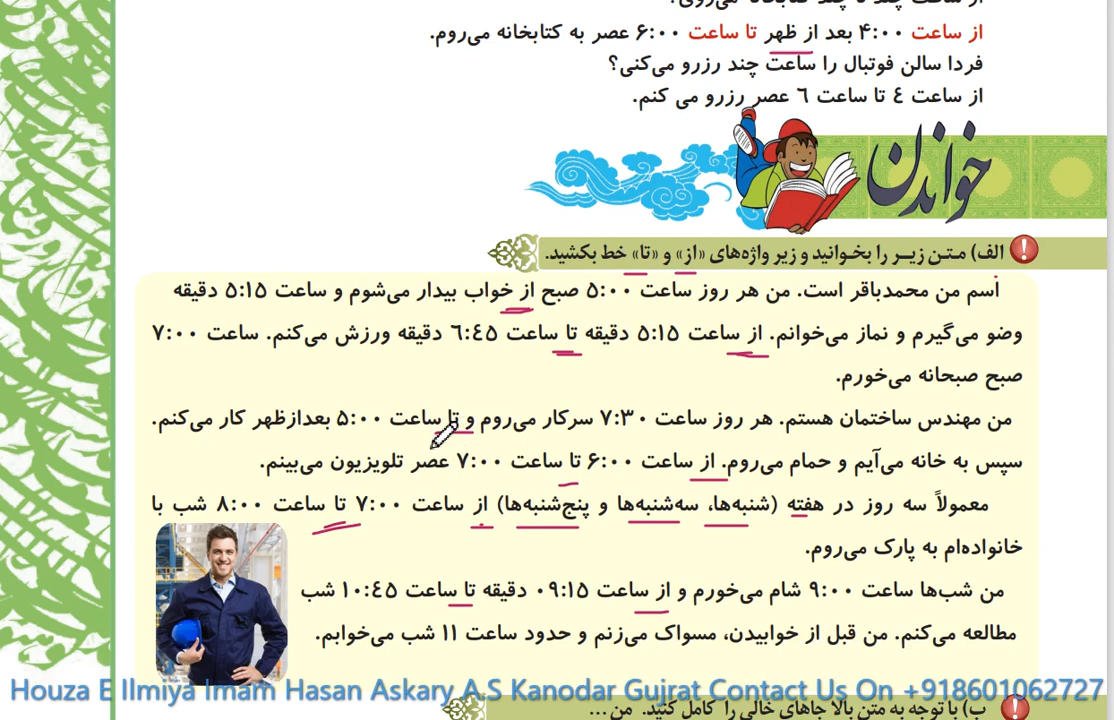 از ساعت ۴:۰۰ بعد از ظهر تا ساعت ۶:۰۰ عصر به کتابخانه می‌روم.
فردا سالن فوتبال را ساعت چند رزرو می‌کنی؟
از ساعت ٤ تا ساعت ٦ عصر رزرو می کنم.
خواندن
الف) متن زیر را بخوانید و زیر واژه‌های «از» و «تا» خط بکشید.
اسم من محمدباقر است. من هر روز ساعت ۵:۰۰ صبح از خواب بیدار می‌شوم و ساعت ۵:۱۵ دقیقه
وضو می‌گیرم و نماز می‌خوانم. از ساعت ۵:۱۵ دقیقه تا ساعت ٦:٤۵ دقیقه ورزش می‌کنم. ساعت ۷:۰۰
صبح صبحانه می‌خورم.
من مهندس ساختمان هستم. هر روز ساعت ۷:۳۰ سرکار می‌روم و تا ساعت ۵:۰۰ بعدازظهر کار می‌کنم.
سپس به خانه می‌آیم و حمام می‌روم. از ساعت ۶:۰۰ تا ساعت ۷:۰۰ عصر تلویزیون می‌بینم.
معمولاً سه روز در هفته (شنبه‌ها، سه‌شنبه‌ها و پنج‌شنبه‌ها) از ساعت ۷:۰۰ تا ساعت ۸:۰۰ شب با
خانواده‌ام به پارک می‌روم.
من شب‌ها ساعت ۹:۰۰ شام می‌خورم و از ساعت ۰۹:۱۵ دقیقه تا ساعت ۱۰:٤۵ شب
مطالعه می‌کنم. من قبل از خوابیدن، مسواک می‌زنم و حدود ساعت ۱۱ شب می‌خوابم.
Houza E Ilmiya Imam Hasan Askary A.S Kanodar Gujrat Contact Us On +918601062727
ب) با توجه به متن بالا جاهای خالی را کامل کنید. من ...